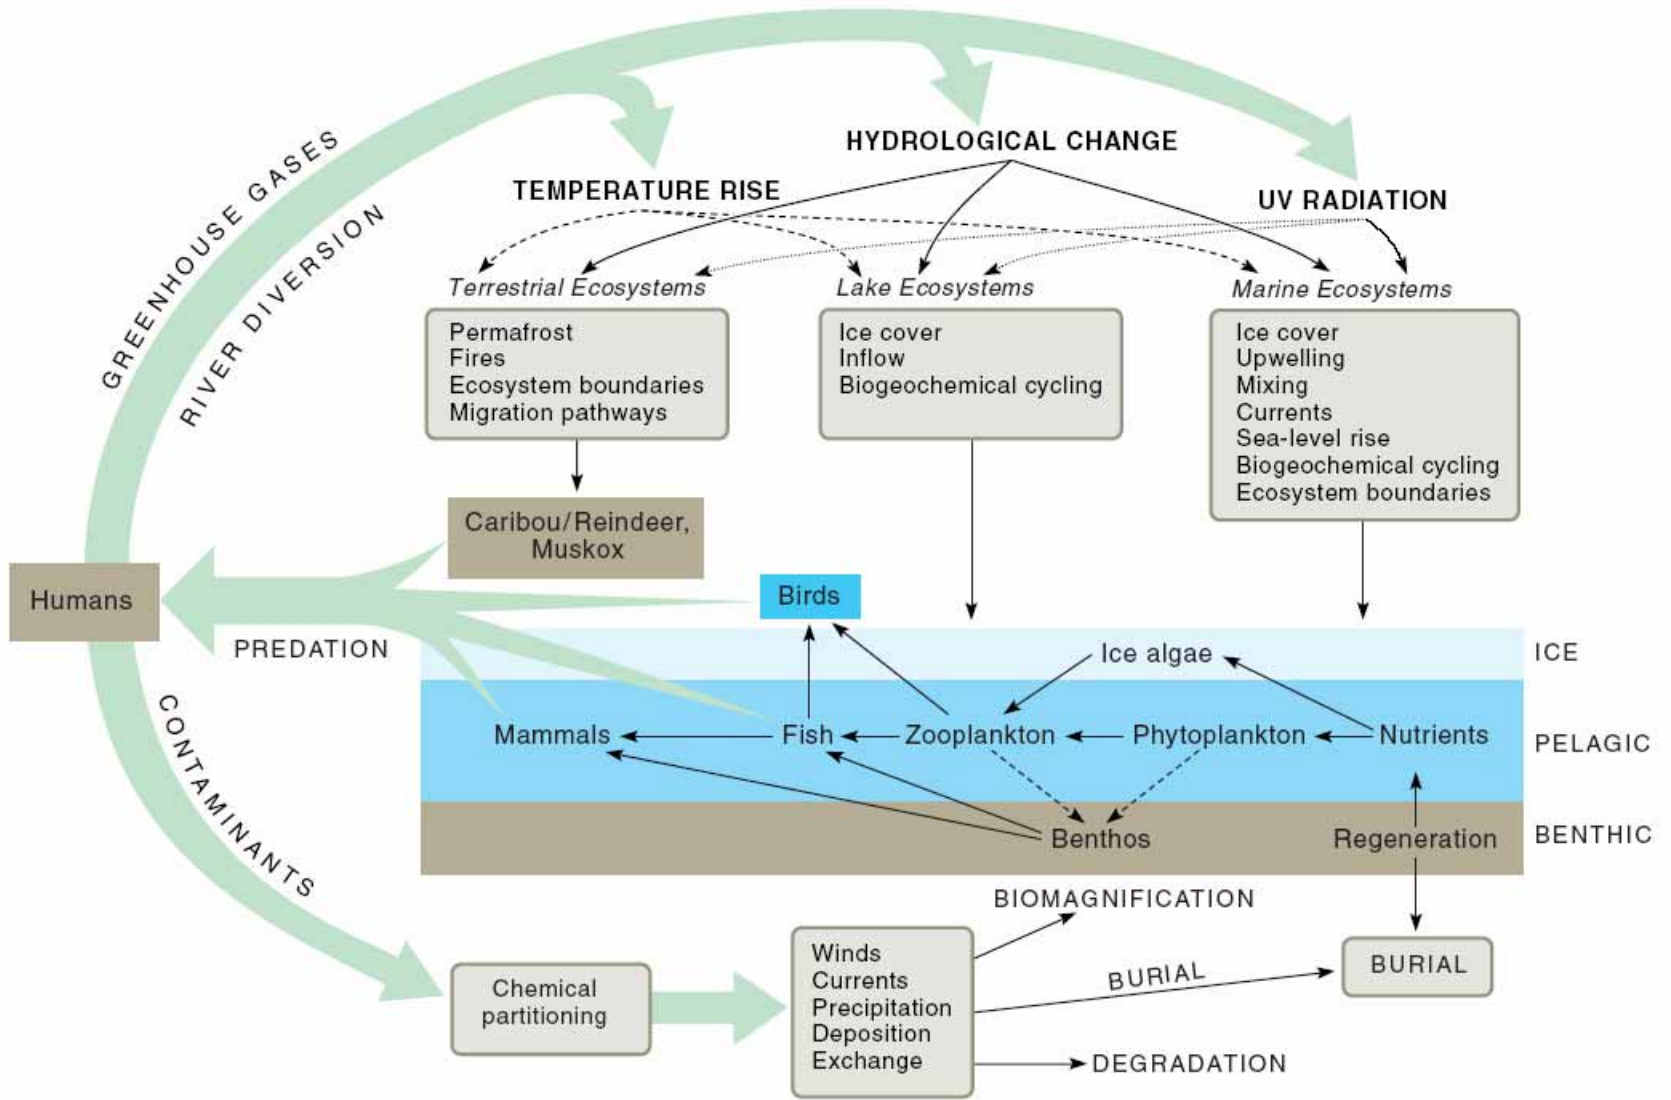 GREENHOUSE GASES
RIVER DIVERSION
HYDROLOGICAL CHANGE
TEMPERATURE RISE
UV RADIATION
Terrestrial Ecosystems
Permafrost
Fires
Ecosystem boundaries
Migration pathways
Lake Ecosystems
Ice cover
Inflow
Biogeochemical cycling
Marine Ecosystems
Ice cover
Upwelling
Mixing
Currents
Sea-level rise
Biogeochemical cycling
Ecosystem boundaries
Caribou/Reindeer,
Muskox
Humans
PREDATION
Birds
Ice algae
ICE
Mammals
Fish
Zooplankton
Phytoplankton
Nutrients
PELAGIC
Benthos
Regeneration
BENTHIC
CONTAMINANTS
Chemical
partitioning
Winds
Currents
Precipitation
Deposition
Exchange
BIOMAGNIFICATION
BURIAL
BURIAL
DEGRADATION